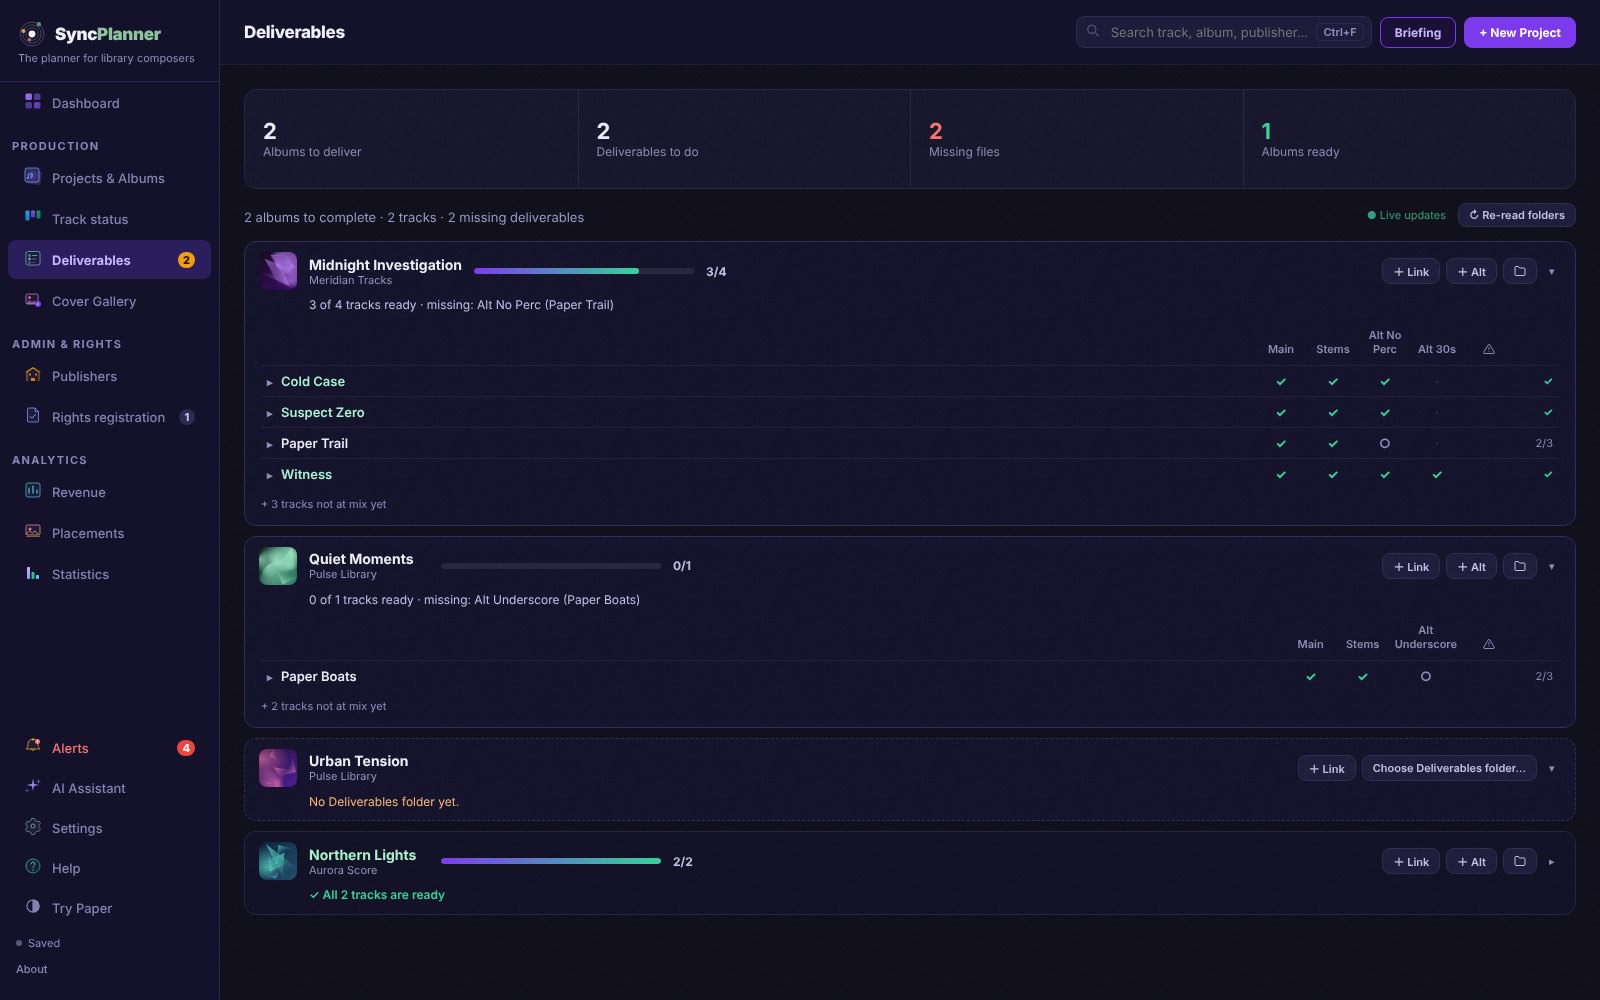 SyncPlanner
The planner for library composers
Dashboard
PRODUCTION
Projects & Albums
Track status
Deliverables 2
Cover Gallery
ADMIN & RIGHTS
Publishers
Rights registration 1
ANALYTICS
Revenue
Placements
Statistics
Alerts 4
AI Assistant
Settings
Help
Try Paper
Saved
About
Deliverables
Search track, album, publisher... Ctrl+F
Briefing
+ New Project
2
Albums to deliver
2
Deliverables to do
2
Missing files
1
Albums ready
2 albums to complete · 2 tracks · 2 missing deliverables
Live updates
Re-read folders
Midnight Investigation
Meridian Tracks
3/4
+ Link
+ Alt
3 of 4 tracks ready · missing: Alt No Perc (Paper Trail)
Main Stems Alt No Perc Alt 30s
Cold Case
Suspect Zero
Paper Trail 2/3
Witness
+ 3 tracks not at mix yet
Quiet Moments
Pulse Library
0/1
+ Link
+ Alt
0 of 1 tracks ready · missing: Alt Underscore (Paper Boats)
Main Stems Alt Underscore
Paper Boats 2/3
+ 2 tracks not at mix yet
Urban Tension
Pulse Library
+ Link
Choose Deliverables folder...
No Deliverables folder yet.
Northern Lights
Aurora Score
2/2
+ Link
+ Alt
✓ All 2 tracks are ready